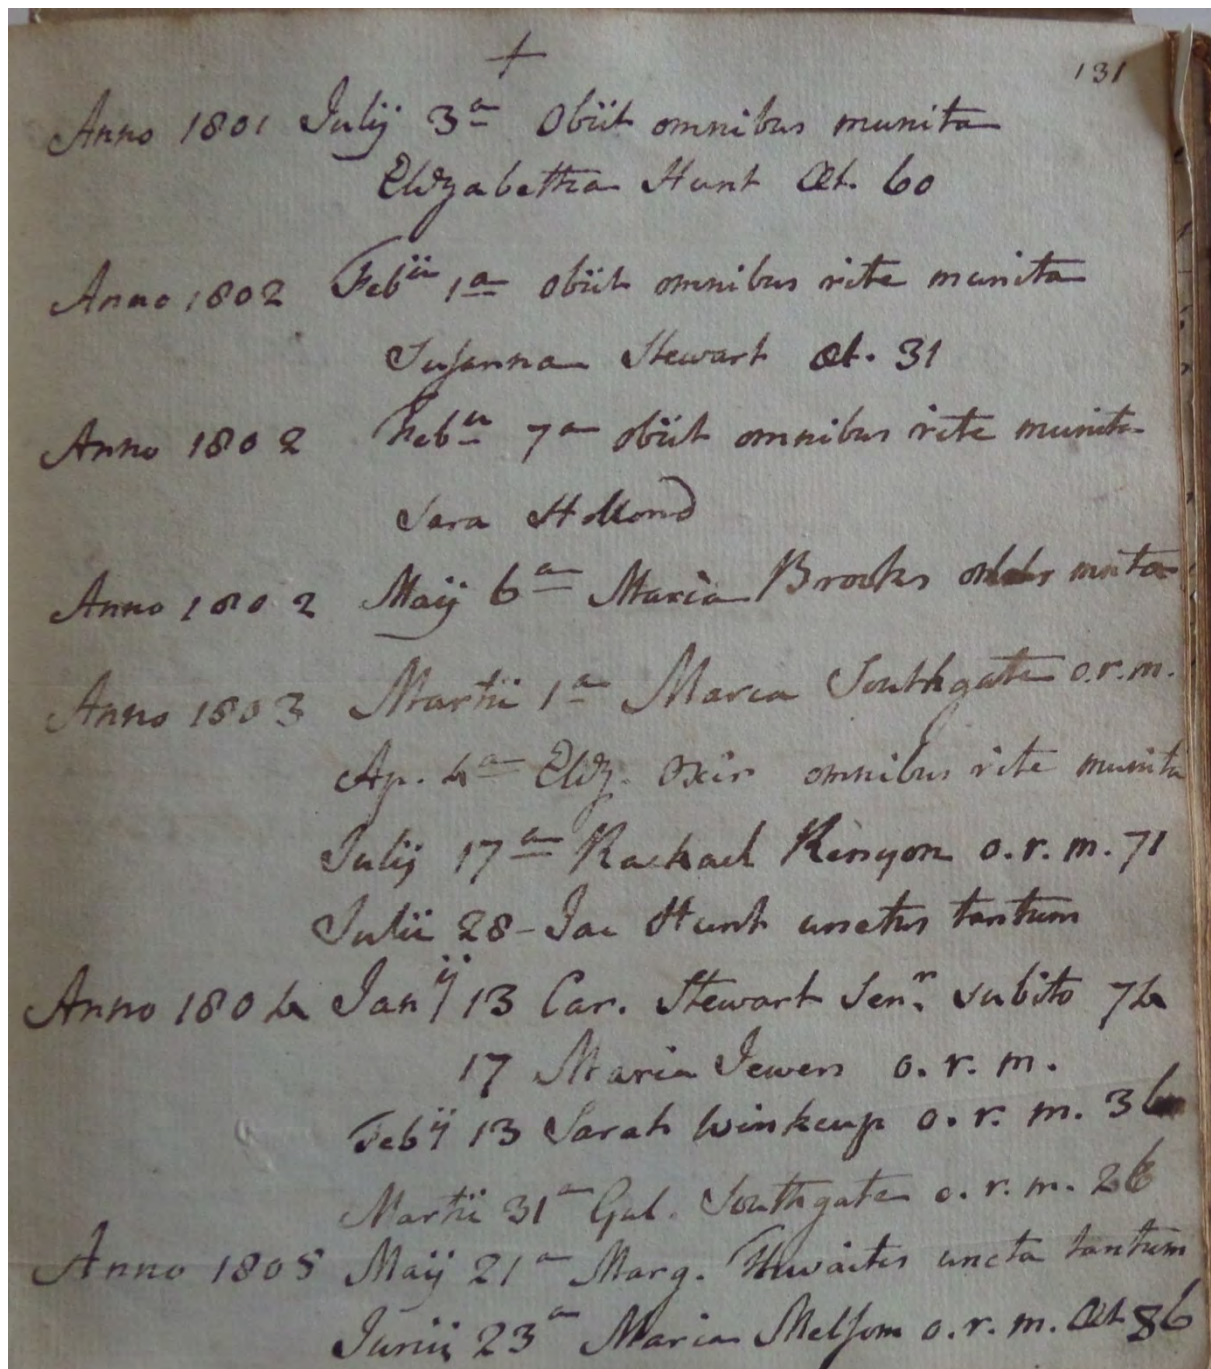 +
131
Anno 1801 Julij 3a Obiit omnibus munita
Elizabetha Hunt Æt. 60
Anno 1802 Febii 1a obiit omnibus rite munita
Susanna Stewart æt. 31
Anno 1802 Febii 7a obiit omnibus rite munita
Sara Hollond
Anno 1802 Maij 6a Maria Brooks munta
Anno 1803 Martii 1a Maria Southgate o.r.m.
Ap. 4a Eliz. Oxir omnibus rite munita
Julij 17a Rachael Kenyon o.r.m. 71
Julii 28 - Jac Hunt unctus tantum
Anno 1804 Janij 13 Car. Stewart Senr subito 74
17 Maria Jewers o.r.m.
Febij 13 Sarah Winkcup o.r.m. 36
Martii 31a Gul. Southgate o.r.m. 26
Anno 1805 Maij 21a Marg. Thwaites uncta tantum
Junij 23a Maria Melsom o.r.m. Æt 86